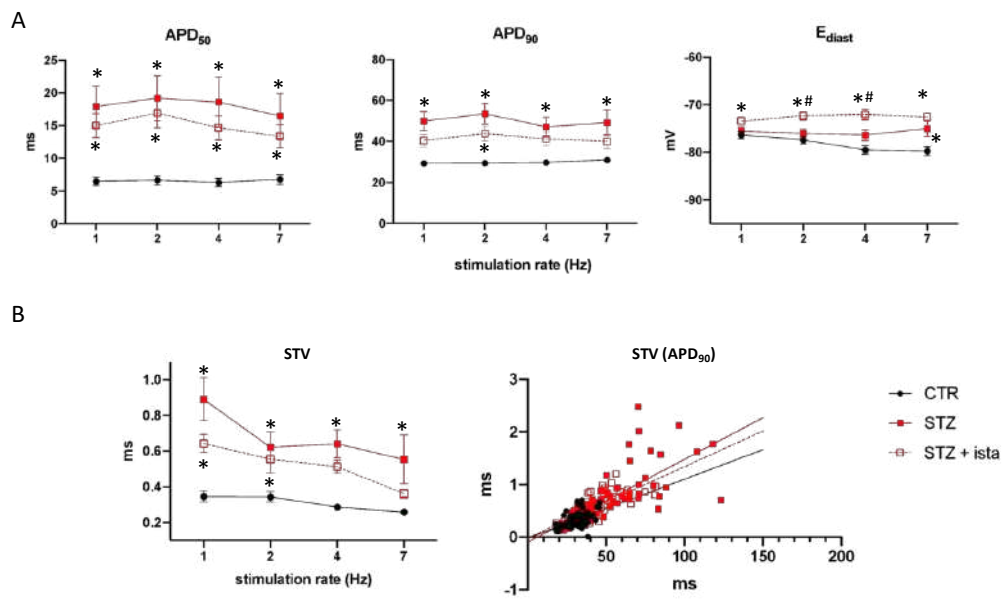 A
APD50
APD90
Ediast
25
20
15
10
5
0
ms
* * * *
* * * *
1 2 4 7
80
60
40
20
0
ms
* * * *
*
1 2 4 7
-60
-70
-80
-90
mV
* *# *# *
*
1 2 4 7
stimulation rate (Hz)
B
STV
1.0
0.8
0.6
0.4
0.2
ms
* * * *
* *
1 2 4 7
stimulation rate (Hz)
STV (APD90)
3
2
1
0
-1
ms
50 100 150 200
ms
CTR
STZ
STZ + ista